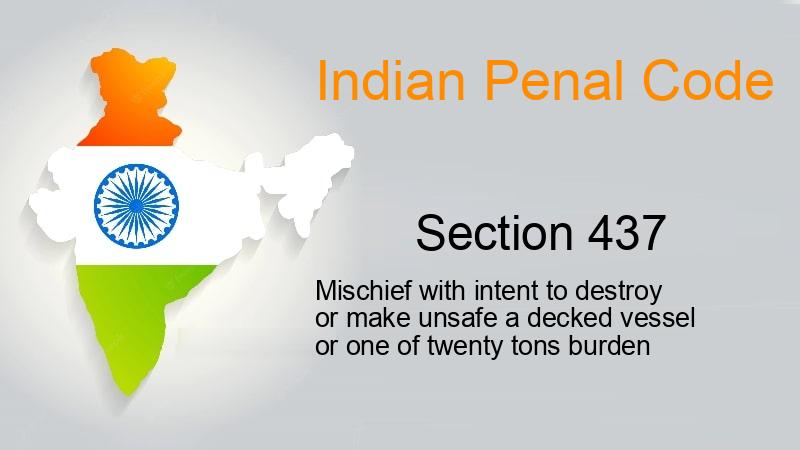 Indian Penal Code
Section 437
Mischief with intent to destroy
or make unsafe a decked vessel
or one of twenty tons burden